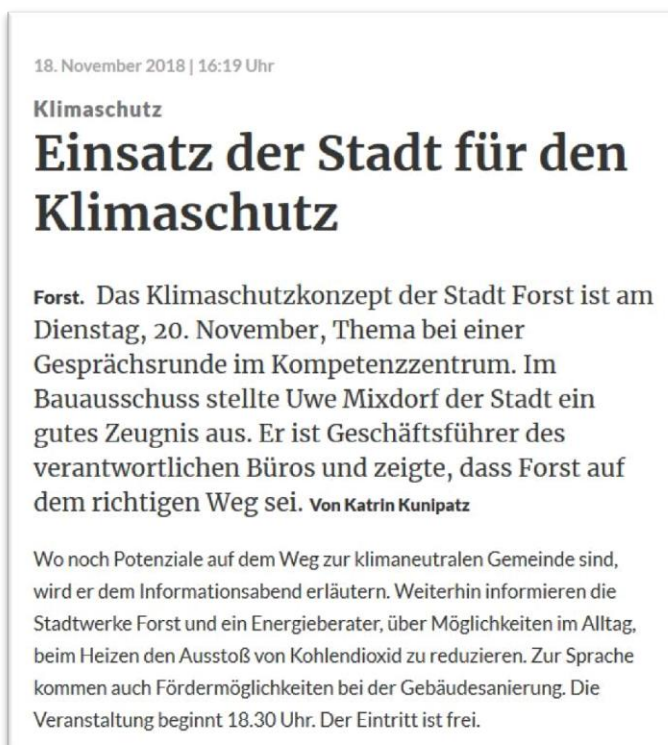 18. November 2018 | 16:19 Uhr
Klimaschutz
Einsatz der Stadt für den
Klimaschutz
Forst. Das Klimaschutzkonzept der Stadt Forst ist am
Dienstag, 20. November, Thema bei einer
Gesprächsrunde im Kompetenzzentrum. Im
Bauausschuss stellte Uwe Mixdorf der Stadt ein
gutes Zeugnis aus. Er ist Geschäftsführer des
verantwortlichen Büros und zeigte, dass Forst auf
dem richtigen Weg sei. Von Katrin Kunipatz
Wo noch Potenziale auf dem Weg zur klimaneutralen Gemeinde sind,
wird er dem Informationsabend erläutern. Weiterhin informieren die
Stadtwerke Forst und ein Energieberater, über Möglichkeiten im Alltag,
beim Heizen den Ausstoß von Kohlendioxid zu reduzieren. Zur Sprache
kommen auch Fördermöglichkeiten bei der Gebäudesanierung. Die
Veranstaltung beginnt 18.30 Uhr. Der Eintritt ist frei.